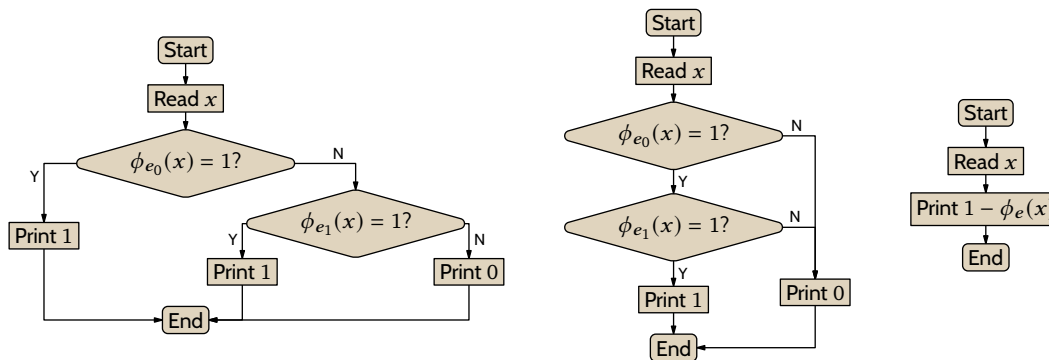 Start
Read x
ϕe₀(x) = 1?
Y
N
Print 1
ϕe₁(x) = 1?
Y
N
Print 1
Print 0
End
Start
Read x
ϕe₀(x) = 1?
N
Y
ϕe₁(x) = 1?
N
Y
Print 1
Print 0
End
Start
Read x
Print 1 − ϕe(x
End